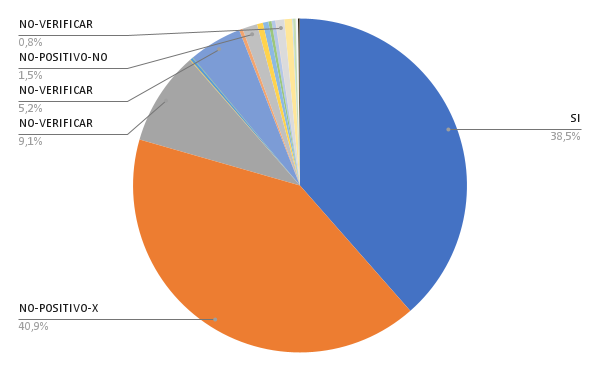 NO-VERIFICAR
0,8%
NO-POSITIVO-NO
1,5%
NO-VERIFICAR
5,2%
NO-VERIFICAR
9,1%
SI
38,5%
NO-POSITIVO-X
40,9%